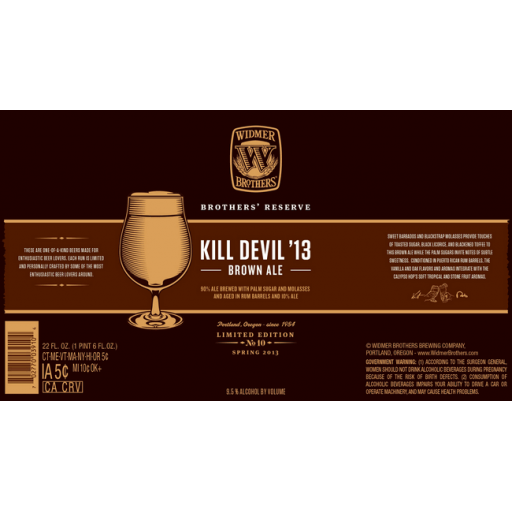 WIDMER
W
BROTHERS'
BROTHERS' RESERVE
KILL DEVIL '13
BROWN ALE
90% ALE BREWED WITH PALM SUGAR AND MOLASSES
AND AGED IN RUM BARRELS AND 10% ALE
Portland, Oregon - since 1984
LIMITED EDITION
No 10
SPRING 2013
9.5 % ALCOHOL BY VOLUME
THESE ARE ONE-OF-A-KIND BEERS MADE FOR
ENTHUSIASTIC BEER LOVERS. EACH RUN IS LIMITED
AND PERSONALLY CRAFTED BY SOME OF THE MOST
ENTHUSIASTIC BEER LOVERS AROUND.
22 FL. OZ. (1 PINT 6 FL.OZ.)
CT·ME·VT·MA·NY·HI·OR 5¢
IA 5¢ MI 10¢ OK+
CA CRV
SWEET BARBADOS AND BLACKSTRAP MOLASSES PROVIDE TOUCHES
OF TOASTED SUGAR, BLACK LICORICE, AND BLACKENED TOFFEE TO
THIS BROWN ALE WHILE THE PALM SUGARS INVITE NOTES OF SUBTLE
SWEETNESS. CONDITIONED IN PUERTO RICAN RUM BARRELS, THE
VANILLA AND OAK FLAVORS AND AROMAS INTEGRATE WITH THE
CALYPSO HOP'S SOFT TROPICAL AND STONE FRUIT AROMAS.
© WIDMER BROTHERS BREWING COMPANY,
PORTLAND, OREGON - www.WidmerBrothers.com
GOVERNMENT WARNING: (1) ACCORDING TO THE SURGEON GENERAL,
WOMEN SHOULD NOT DRINK ALCOHOLIC BEVERAGES DURING PREGNANCY
BECAUSE OF THE RISK OF BIRTH DEFECTS. (2) CONSUMPTION OF
ALCOHOLIC BEVERAGES IMPAIRS YOUR ABILITY TO DRIVE A CAR OR
OPERATE MACHINERY, AND MAY CAUSE HEALTH PROBLEMS.